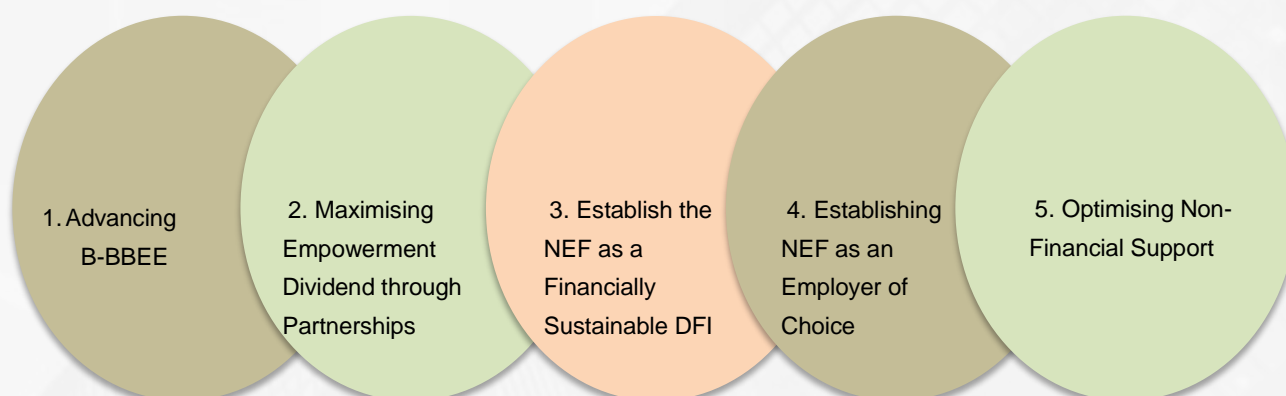 1. Advancing
B-BBEE
2. Maximising
Empowerment
Dividend through
Partnerships
3. Establish the
NEF as a
Financially
Sustainable DFI
4. Establishing
NEF as an
Employer of
Choice
5. Optimising Non-
Financial Support